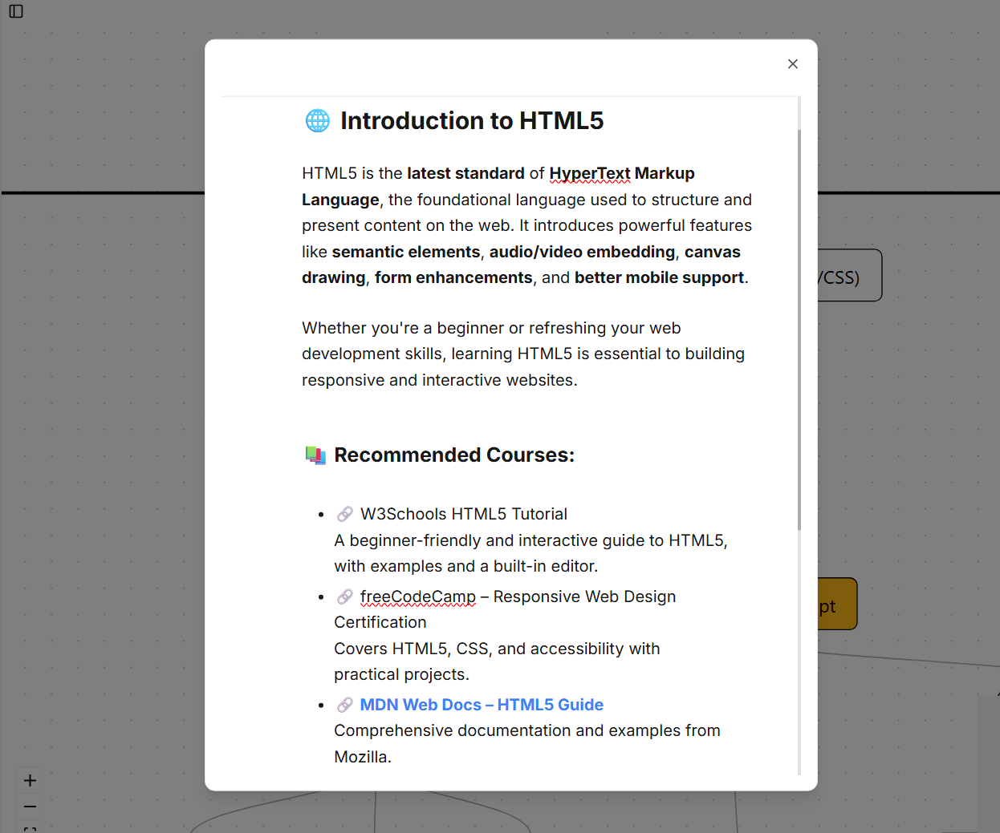 🌐 Introduction to HTML5
HTML5 is the latest standard of HyperText Markup
Language, the foundational language used to structure and
present content on the web. It introduces powerful features
like semantic elements, audio/video embedding, canvas
drawing, form enhancements, and better mobile support.
/CSS)
Whether you're a beginner or refreshing your web
development skills, learning HTML5 is essential to building
responsive and interactive websites.
📚 Recommended Courses:
• 🔗 W3Schools HTML5 Tutorial
A beginner-friendly and interactive guide to HTML5,
with examples and a built-in editor.
• 🔗 freeCodeCamp – Responsive Web Design
Certification
pt
Covers HTML5, CSS, and accessibility with
practical projects.
• 🔗 MDN Web Docs – HTML5 Guide
Comprehensive documentation and examples from
Mozilla.